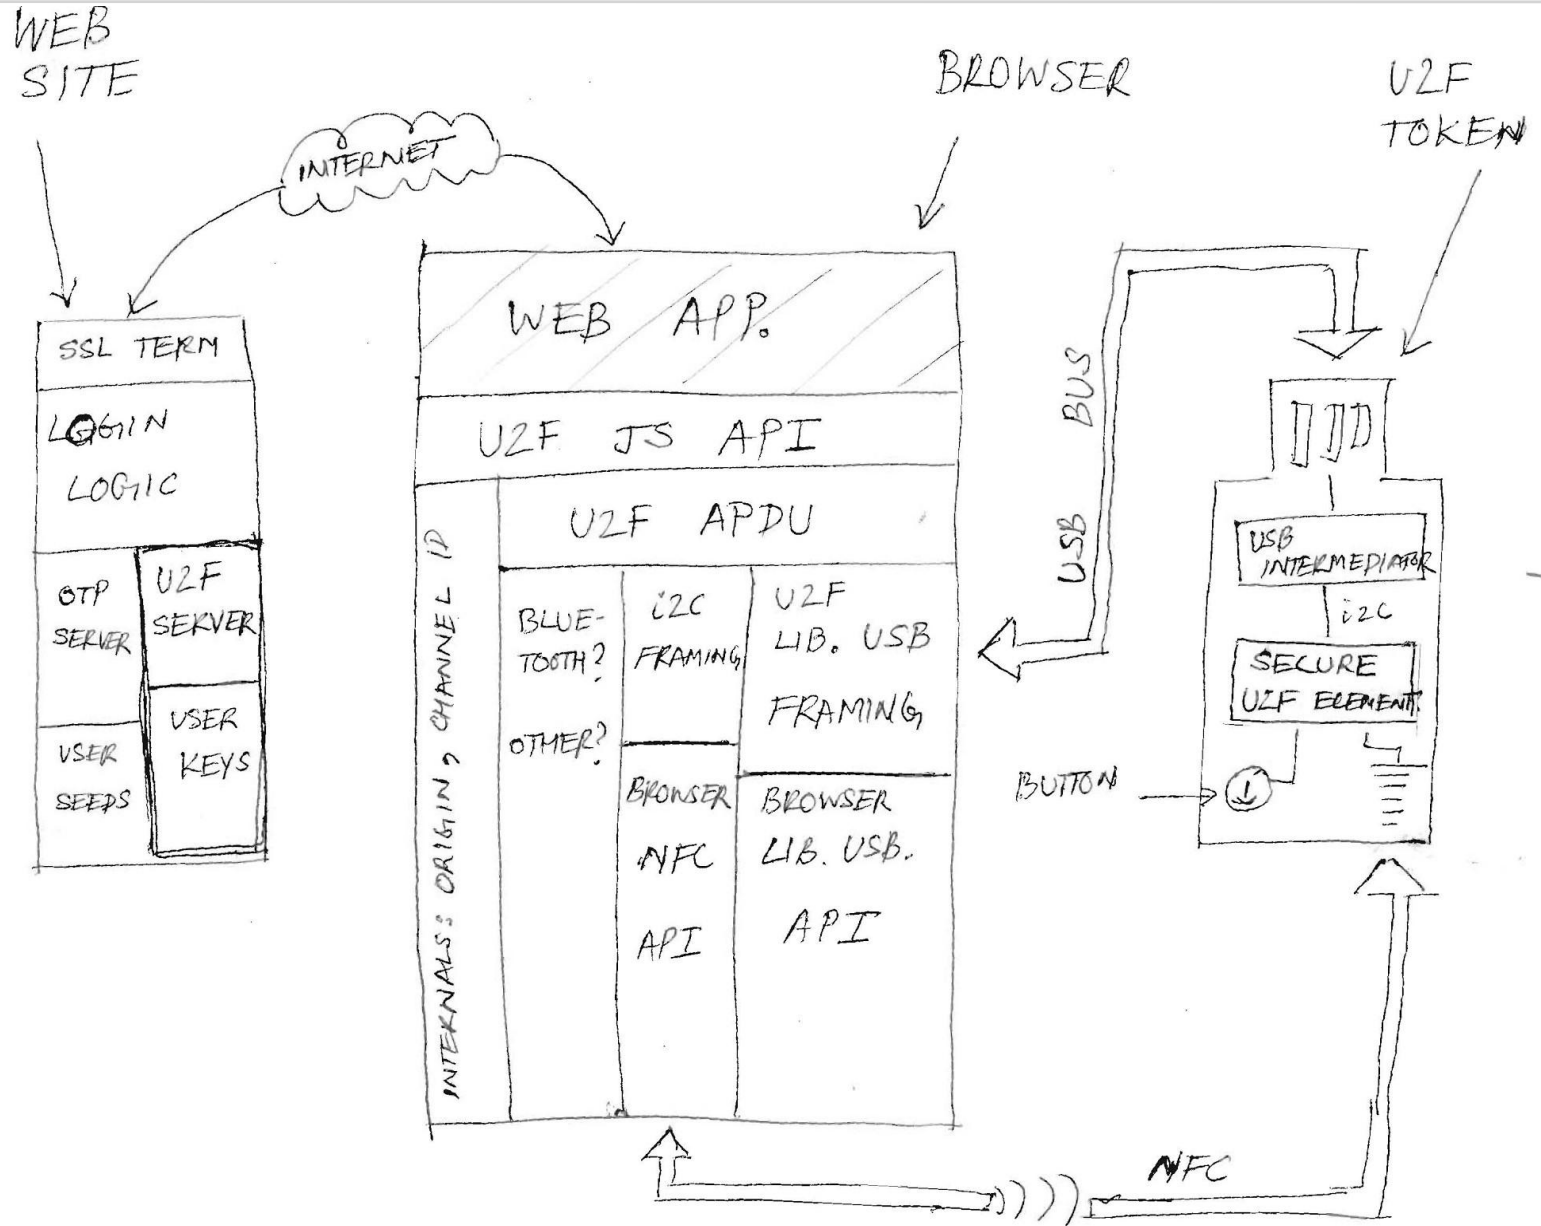 WEB
SITE
INTERNET
BROWSER
U2F
TOKEN
SSL TERM
LOGIN
LOGIC
OTP
SERVER
U2F
SERVER
USER
SEEDS
USER
KEYS
WEB APP.
U2F JS API
INTERNALS: ORIGIN, CHANNEL ID
U2F APDU
BLUE-
TOOTH?
OTHER?
i2C
FRAMING
U2F
LIB. USB
FRAMING
BROWSER
NFC
API
BROWSER
LIB. USB.
API
USB BUS
USB
INTERMEDIATOR
i2C
SECURE
U2F ELEMENT
BUTTON
NFC